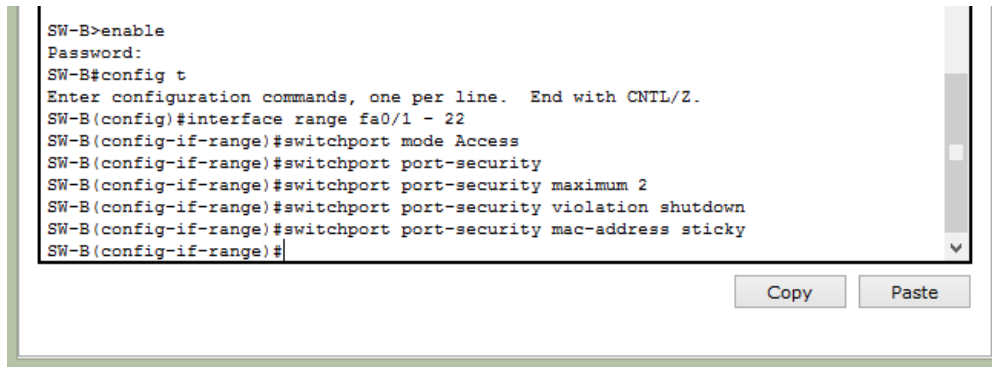 SW-B>enable
Password:
SW-B#config t
Enter configuration commands, one per line.  End with CNTL/Z.
SW-B(config)#interface range fa0/1 - 22
SW-B(config-if-range)#switchport mode Access
SW-B(config-if-range)#switchport port-security
SW-B(config-if-range)#switchport port-security maximum 2
SW-B(config-if-range)#switchport port-security violation shutdown
SW-B(config-if-range)#switchport port-security mac-address sticky
SW-B(config-if-range)#
Copy Paste